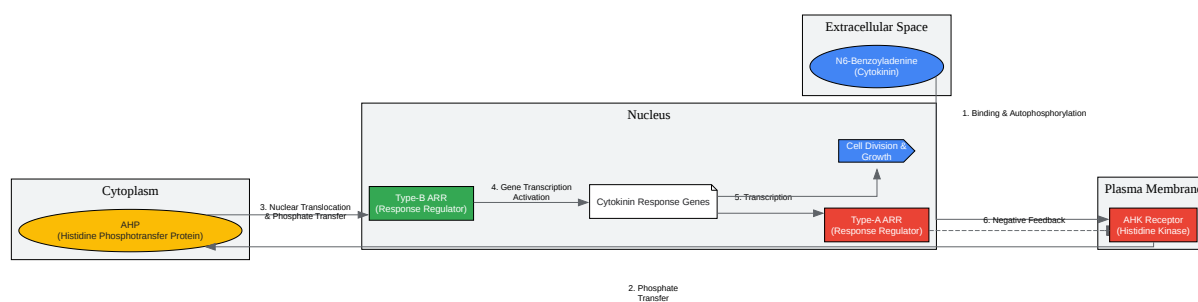 Extracellular Space
N6-Benzoyladenine
(Cytokinin)
Nucleus
1. Binding & Autophosphorylation
Cell Division &
Growth
Cytoplasm
Plasma Membrane
3. Nuclear Translocation
& Phosphate Transfer
Type-B ARR
(Response Regulator)
4. Gene Transcription
Activation
Cytokinin Response Genes
5. Transcription
AHP
(Histidine Phosphotransfer Protein)
Type-A ARR
(Response Regulator)
6. Negative Feedback
AHK Receptor
(Histidine Kinase)
2. Phosphate
Transfer